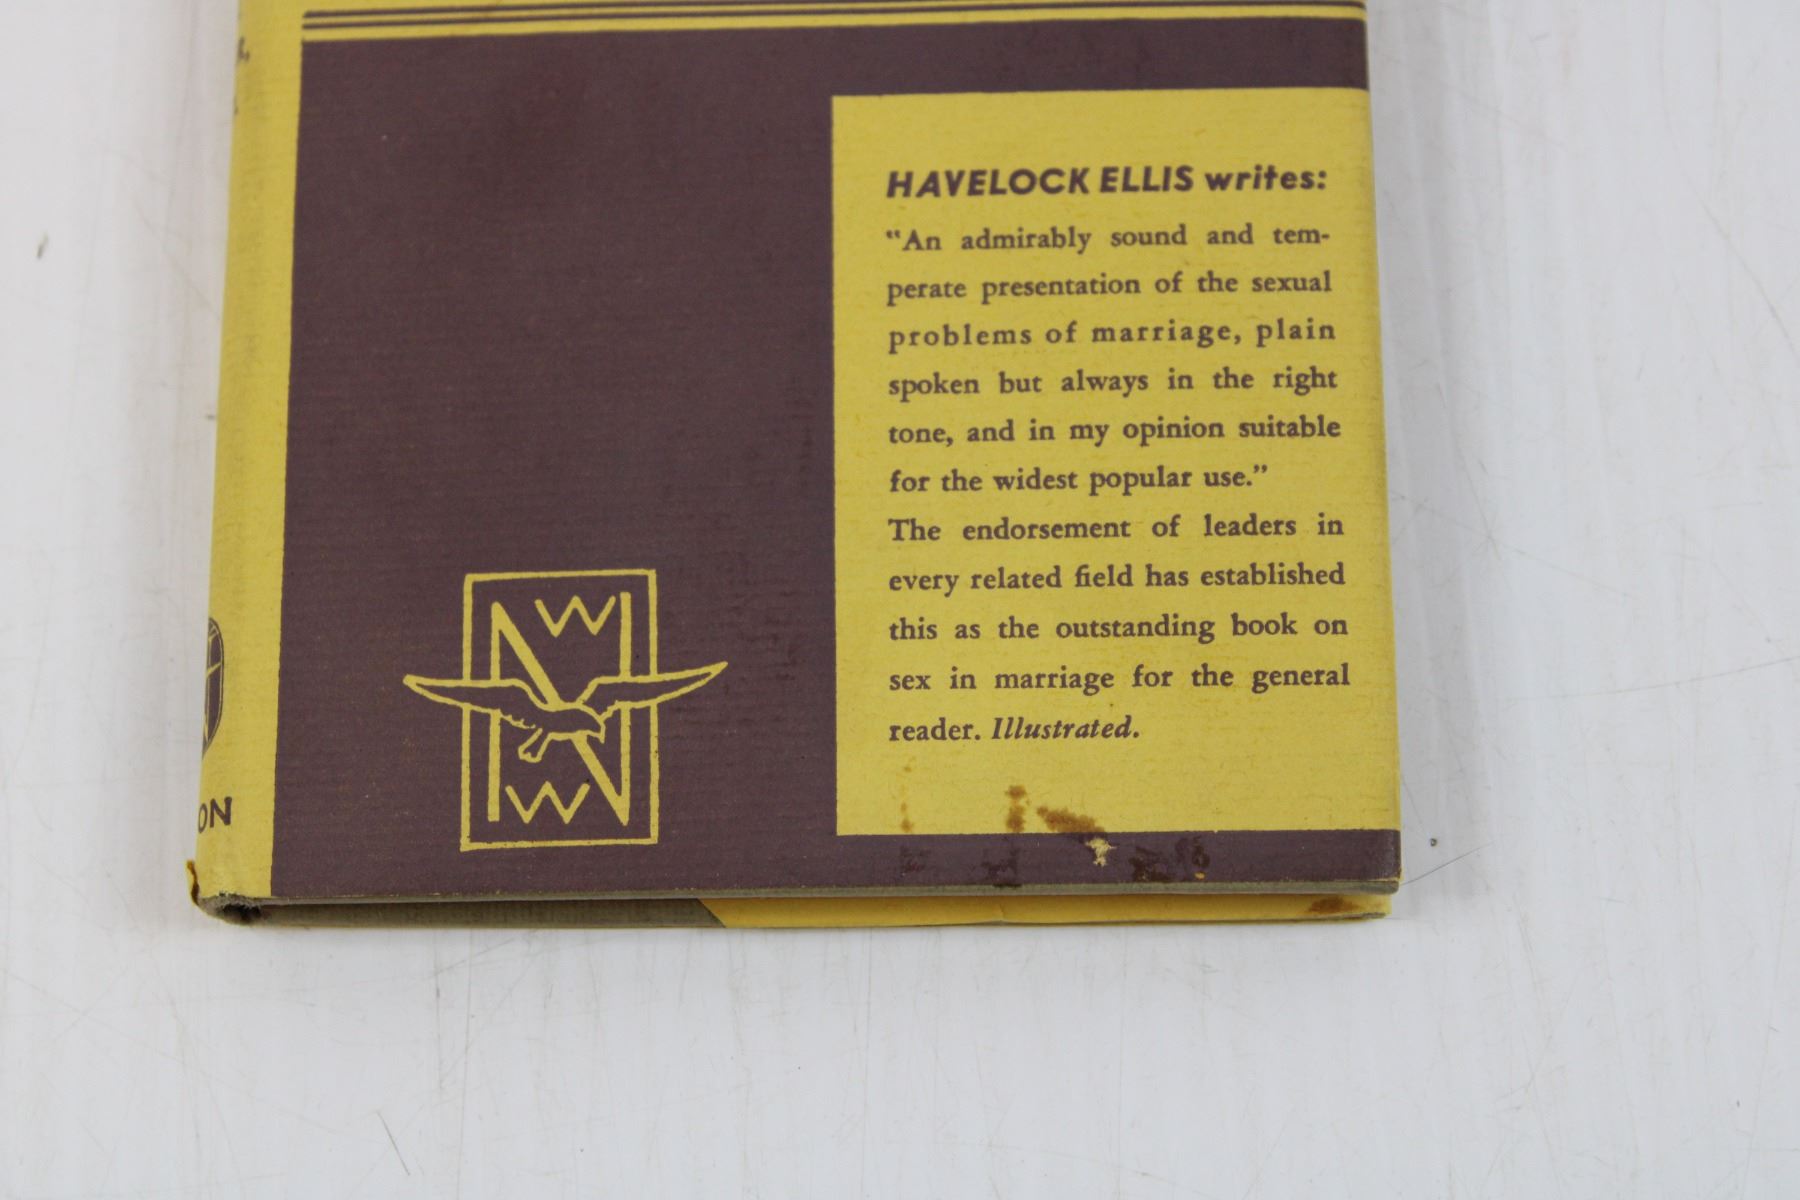 HAVELOCK ELLIS writes:
"An admirably sound and tem-
perate presentation of the sexual
problems of marriage, plain
spoken but always in the right
tone, and in my opinion suitable
for the widest popular use."
The endorsement of leaders in
every related field has established
this as the outstanding book on
sex in marriage for the general
reader. Illustrated.
W
N
W
ON